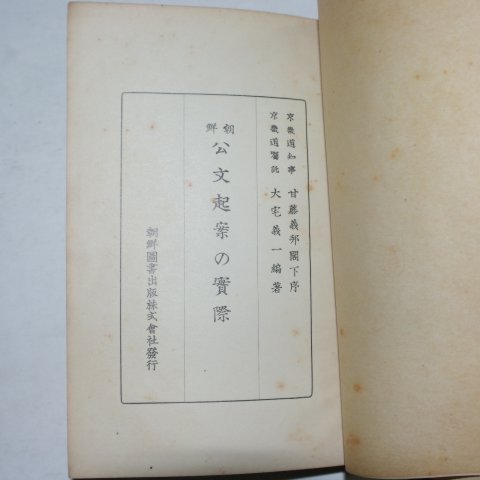 京畿道知事 甘蔗義邦閣下序
京畿道囑託 大宅義一編著
朝鮮 公文起案の實際
朝鮮圖書出版株式會社發行